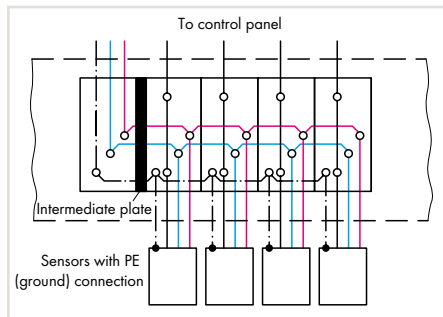 To control panel
Intermediate plate
Sensors with PE
(ground) connection